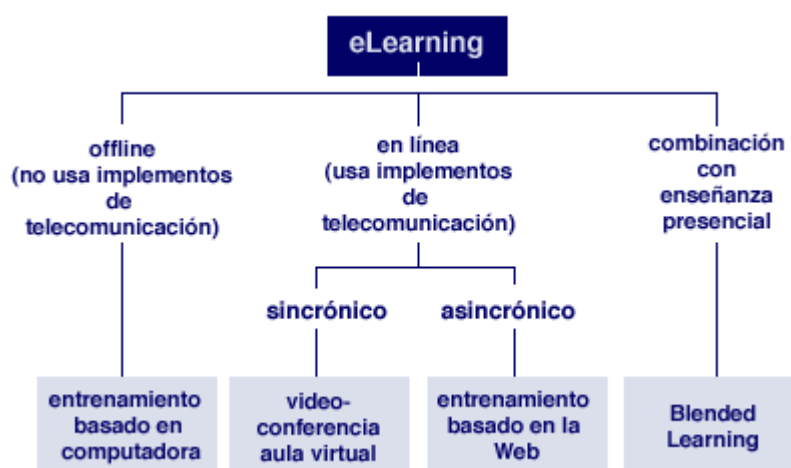 eLearning
offline
(no usa implementos
de
telecomunicación)
en línea
(usa implementos
de
telecomunicación)
combinación
con
enseñanza
presencial
sincrónico
asincrónico
entrenamiento
basado en
computadora
video-
conferencia
aula virtual
entrenamiento
basado en la
Web
Blended
Learning